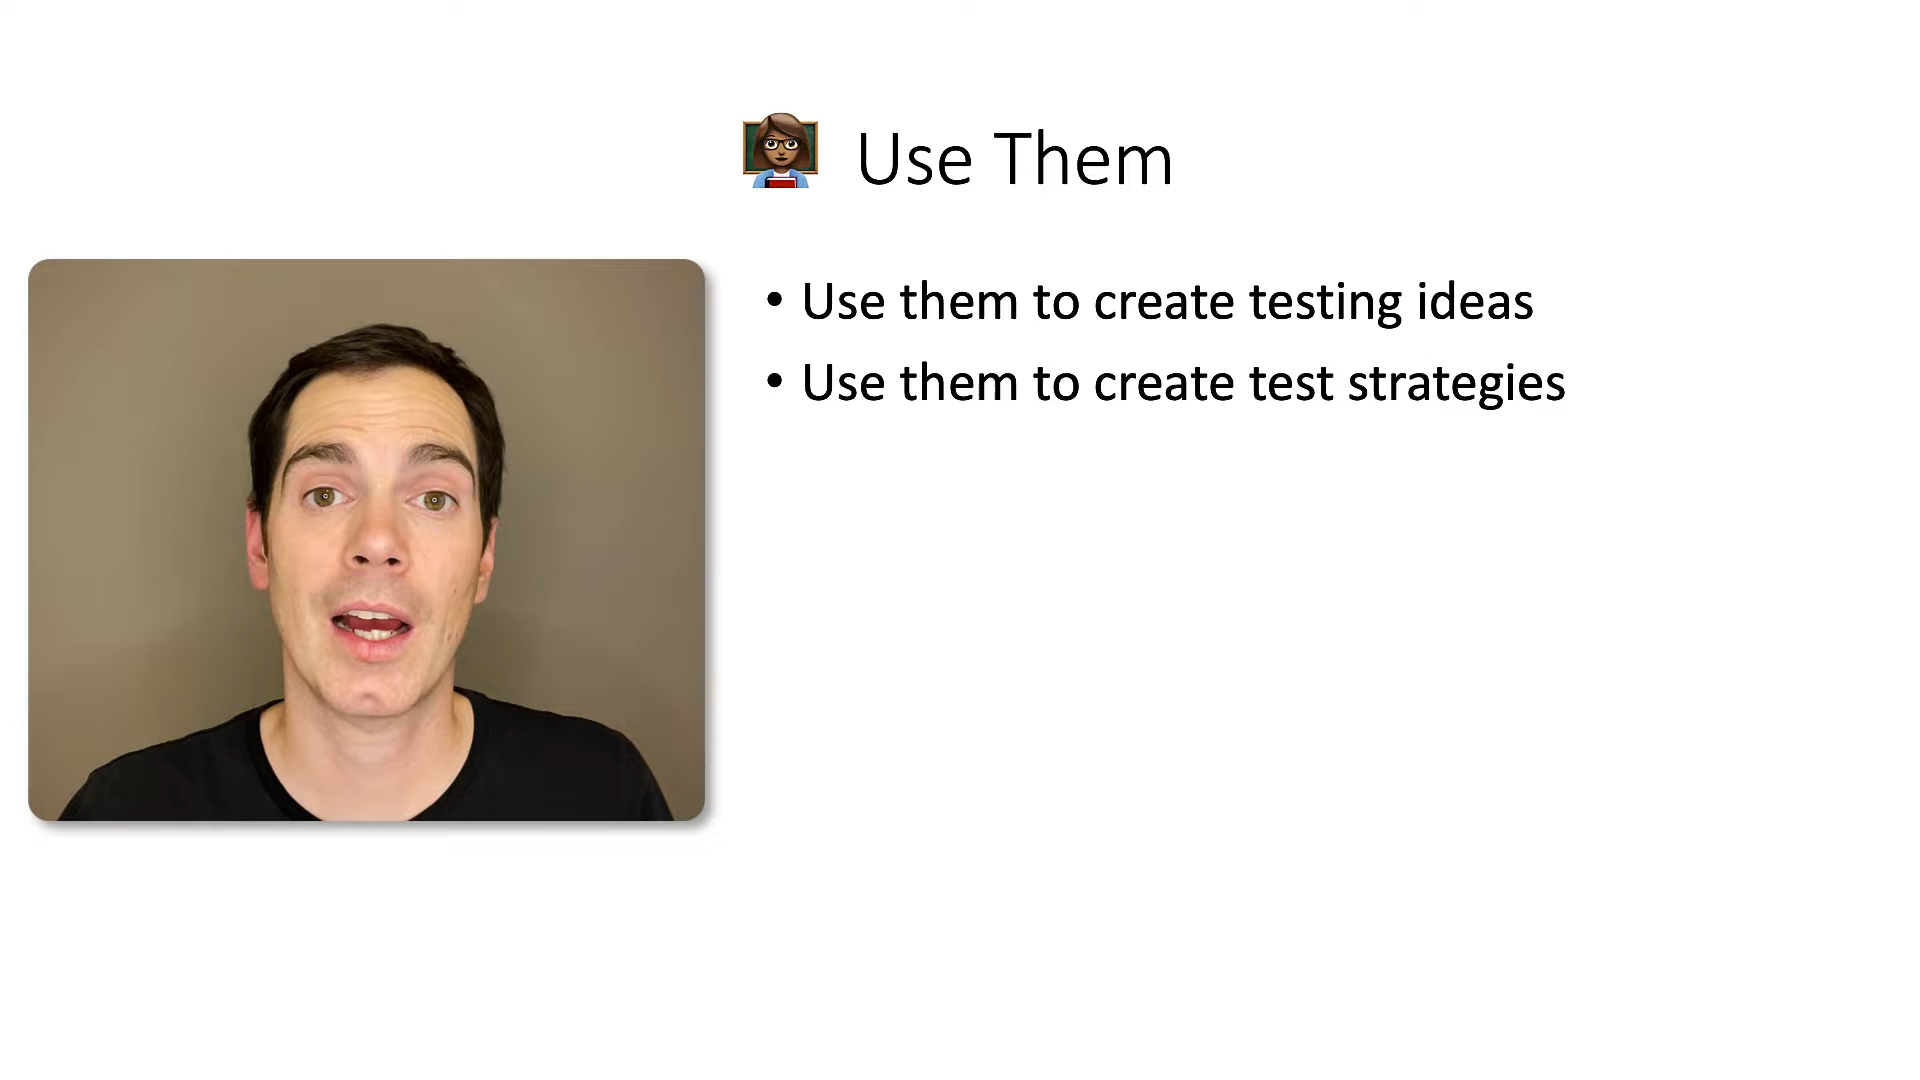 Use Them
• Use them to create testing ideas
• Use them to create test strategies